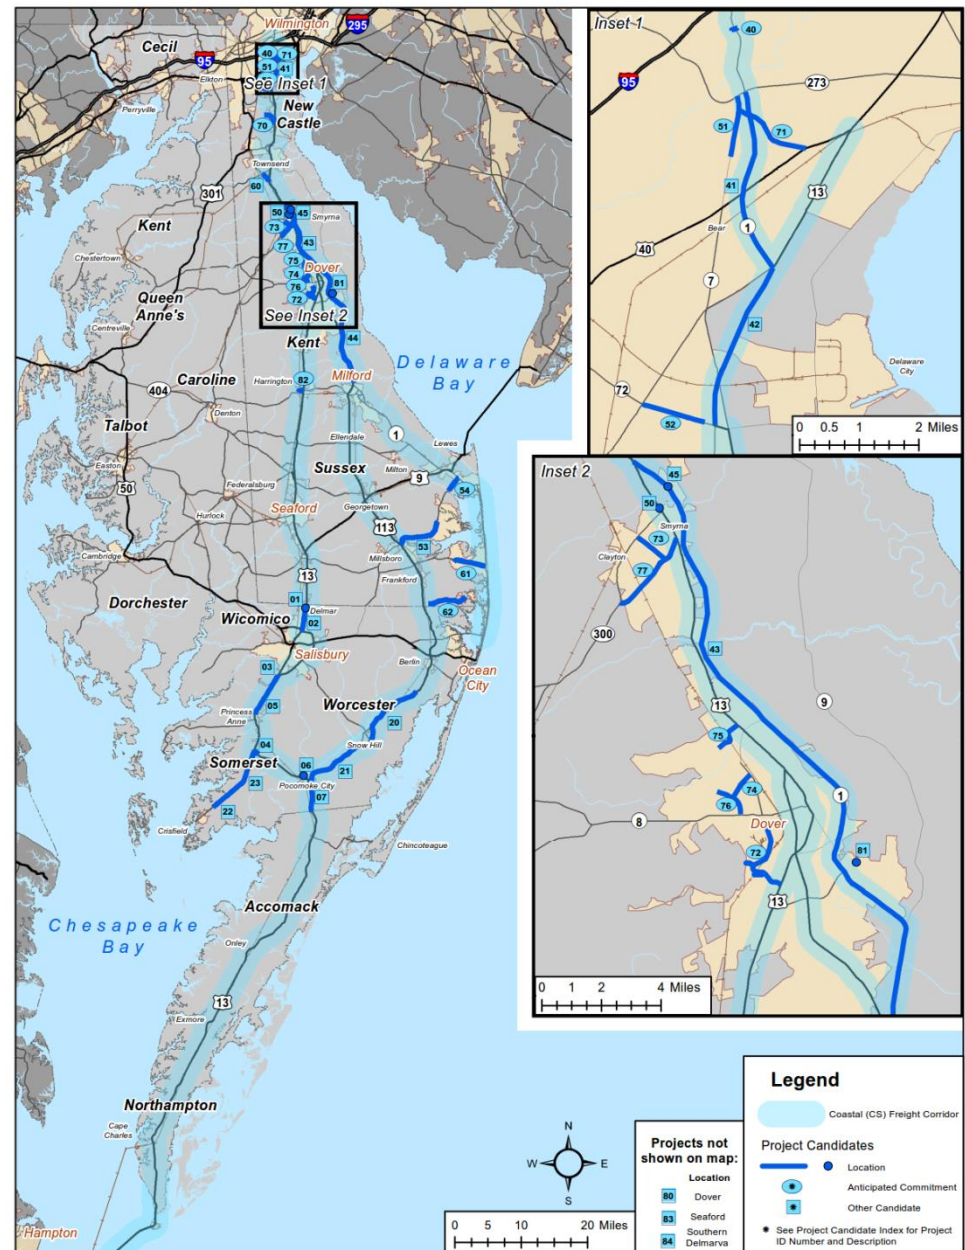 Wilmington
295
Cecil
95
40
71
51
41
Elkton
See Inset 1
Perryville
New
Castle
70
Townsend
60
301
50
45
Smyrna
73
Kent
43
77
Chestertown
75
Dover
74
76
81
72
Queen
Anne's
See Inset 2
Centreville
Kent
44
Delaware
Bay
Caroline
Harrington
82
Milford
404
Denton
Talbot
Ellendale
1
Lewes
Easton
Sussex
Milton
9
50
Federalsburg
54
Seaford
Georgetown
Hurlock
113
53
Cambridge
Millsboro
13
Frankford
61
Dorchester
01
Delmar
62
Wicomico
02
Salisbury
Berlin
03
Ocean
City
Princess
Anne
05
Worcester
20
04
Snow Hill
Somerset
06
21
23
Pocomoke City
07
22
Crisfield
Chincoteague
Accomack
Chesapeake
Bay
Onley
13
Exmore
Northampton
Cape
Charles
Hampton
Inset 1
40
95
273
51
71
41
13
Bear
1
40
7
42
Delaware
City
72
52
0 0.5 1 2 Miles
Inset 2
45
50
Smyrna
73
Clayton
77
300
43
9
13
75
74
1
76
Dover
8
72
81
13
0 1 2 4 Miles
N
W E
S
0 5 10 20 Miles
Projects not
shown on map:
Location
80 Dover
83 Seaford
84 Southern
Delmarva
Legend
Coastal (CS) Freight Corridor
Project Candidates
Location
Anticipated Commitment
Other Candidate
* See Project Candidate Index for Project
ID Number and Description